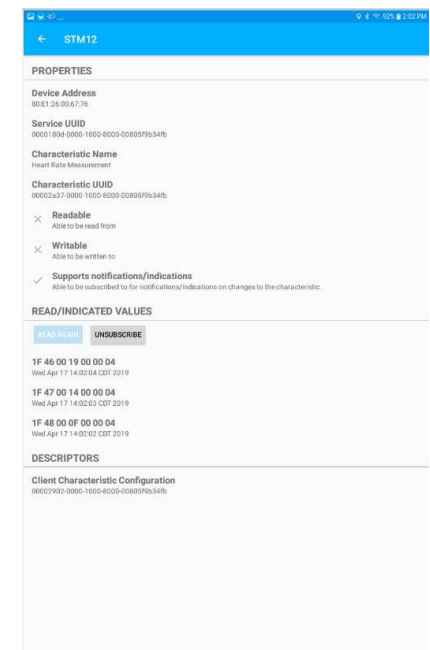 92% 2:02 PM
STM12
PROPERTIES
Device Address
80:E1:26:00:67:76
Service UUID
0000180d-0000-1000-8000-00805f9b34fb
Characteristic Name
Heart Rate Measurement
Characteristic UUID
00002a37-0000-1000-8000-00805f9b34fb
Readable
Able to be read from
Writable
Able to be written to
Supports notifications/indications
Able to be subscribed to for notifications/indications on changes to the characteristic
READ/INDICATED VALUES
READ AGAIN UNSUBSCRIBE
1F 46 00 19 00 00 04
Wed Apr 17 14:02:04 CDT 2019
1F 47 00 14 00 00 04
Wed Apr 17 14:02:03 CDT 2019
1F 48 00 0F 00 00 04
Wed Apr 17 14:02:02 CDT 2019
DESCRIPTORS
Client Characteristic Configuration
00002902-0000-1000-8000-00805f9b34fb